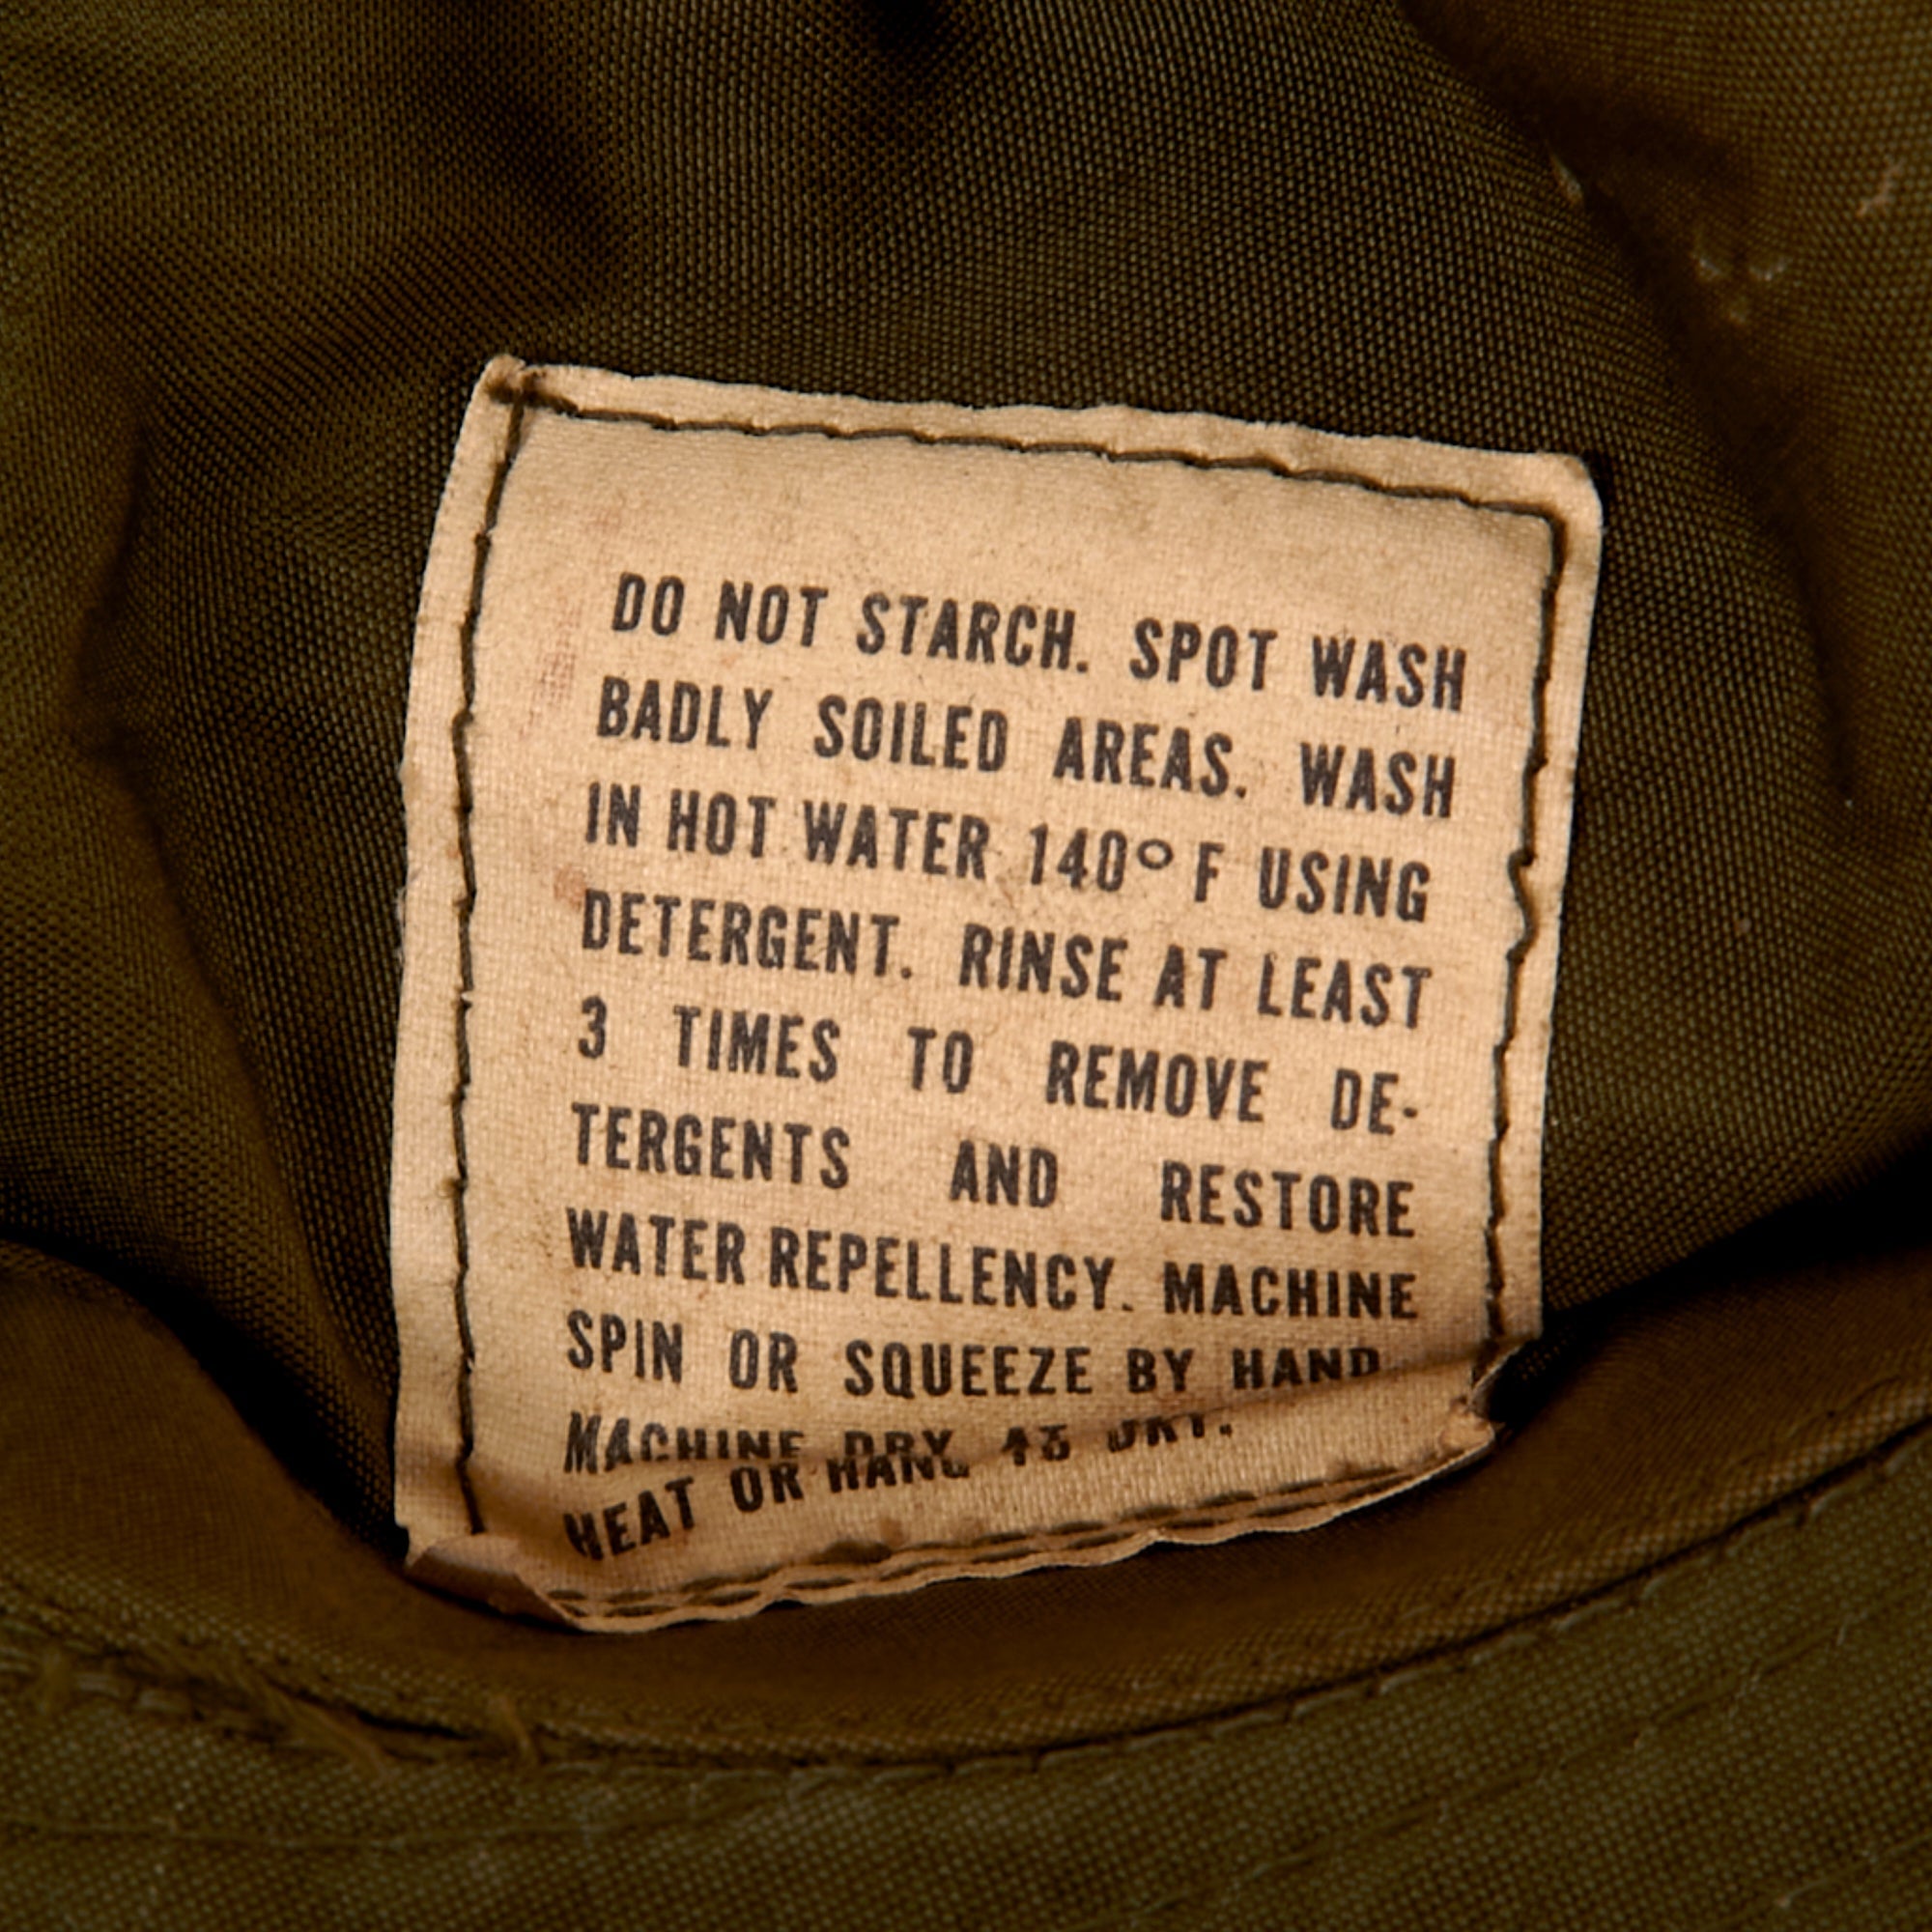 DO NOT STARCH. SPOT WASH
BADLY SOILED AREAS. WASH
IN HOT WATER 140° F USING
DETERGENT. RINSE AT LEAST
3 TIMES TO REMOVE DE-
TERGENTS AND RESTORE
WATER REPELLENCY. MACHINE
SPIN OR SQUEEZE BY HAND
MACHINE DRY
HEAT OR HANG DRY.